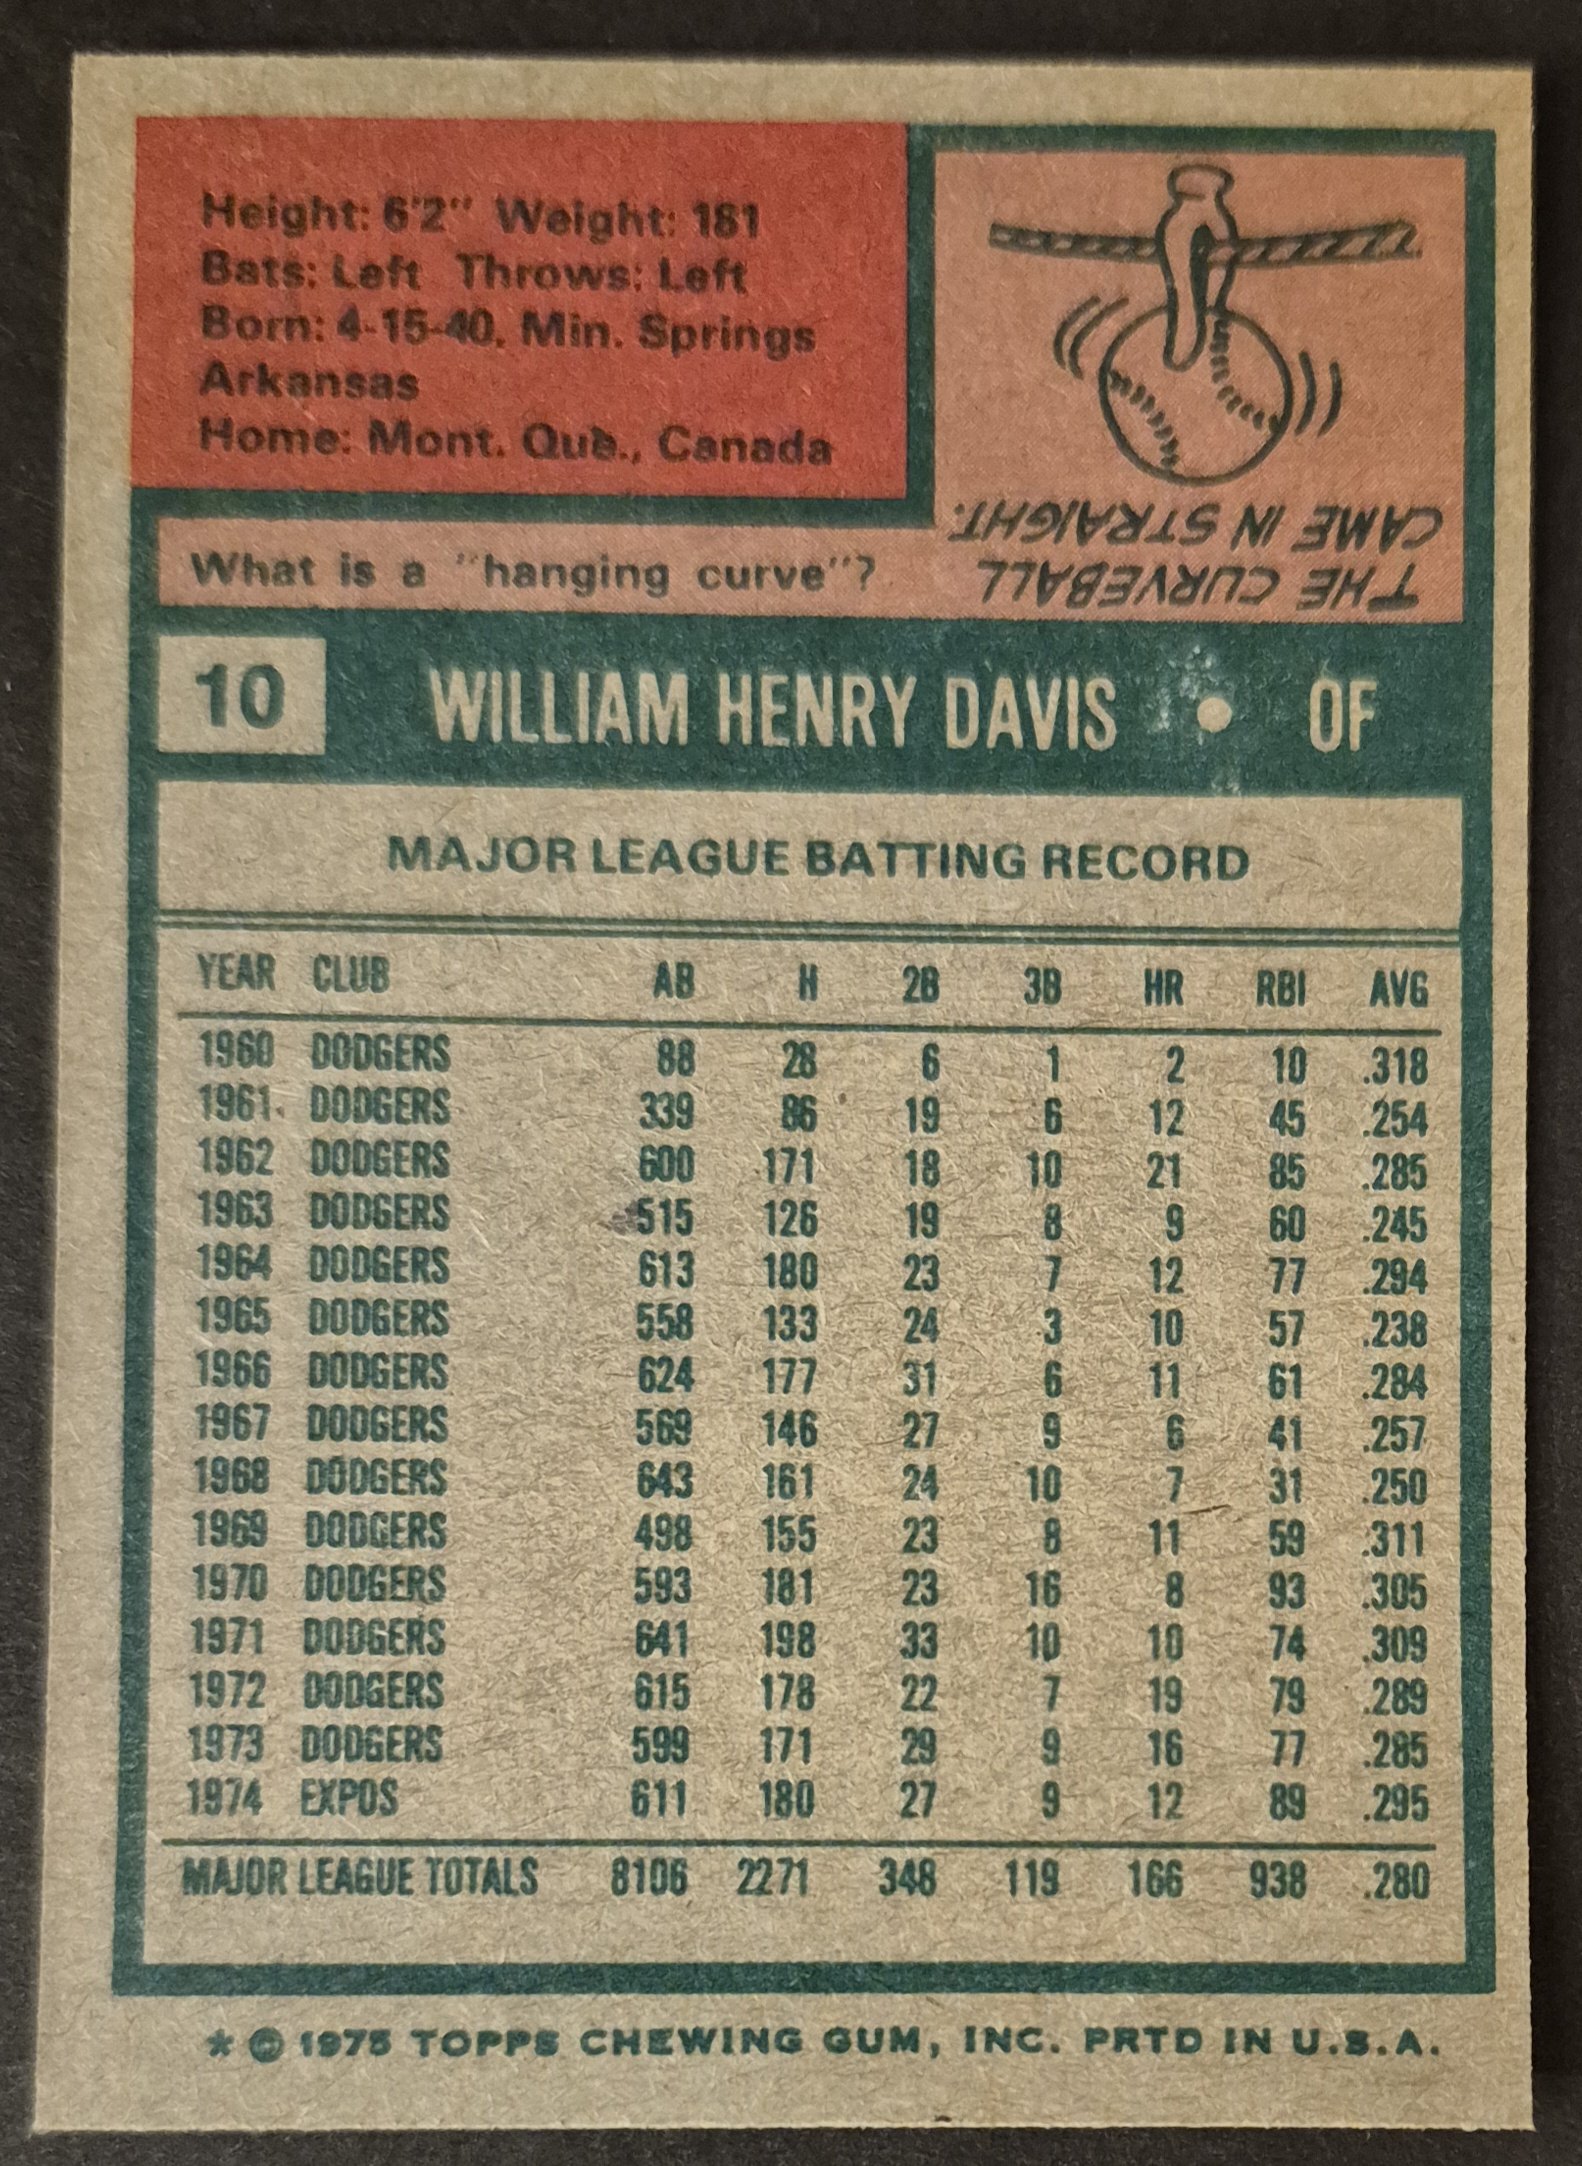 Height: 6'2" Weight: 181
Bats: Left Throws: Left
Born: 4-15-40, Min. Springs
Arkansas
Home: Mont. Que., Canada
What is a "hanging curve"?
THE CURVEBALL
CAME IN STRAIGHT.
10 WILLIAM HENRY DAVIS • OF
MAJOR LEAGUE BATTING RECORD
YEAR CLUB AB H 2B 3B HR RBI AVG
1960 DODGERS 88 28 6 1 2 10 .318
1961 DODGERS 339 86 19 6 12 45 .254
1962 DODGERS 600 171 18 10 21 85 .285
1963 DODGERS 515 126 19 8 9 60 .245
1964 DODGERS 613 180 23 7 12 77 .294
1965 DODGERS 558 133 24 3 10 57 .238
1966 DODGERS 624 177 31 6 11 61 .284
1967 DODGERS 569 146 27 9 6 41 .257
1968 DODGERS 643 161 24 10 7 31 .250
1969 DODGERS 498 155 23 8 11 59 .311
1970 DODGERS 593 181 23 16 8 93 .305
1971 DODGERS 641 198 33 10 10 74 .309
1972 DODGERS 615 178 22 7 19 79 .289
1973 DODGERS 599 171 29 9 16 77 .285
1974 EXPOS 611 180 27 9 12 89 .295
MAJOR LEAGUE TOTALS 8106 2271 348 119 166 938 .280
* © 1975 TOPPS CHEWING GUM, INC. PRTD IN U.S.A.